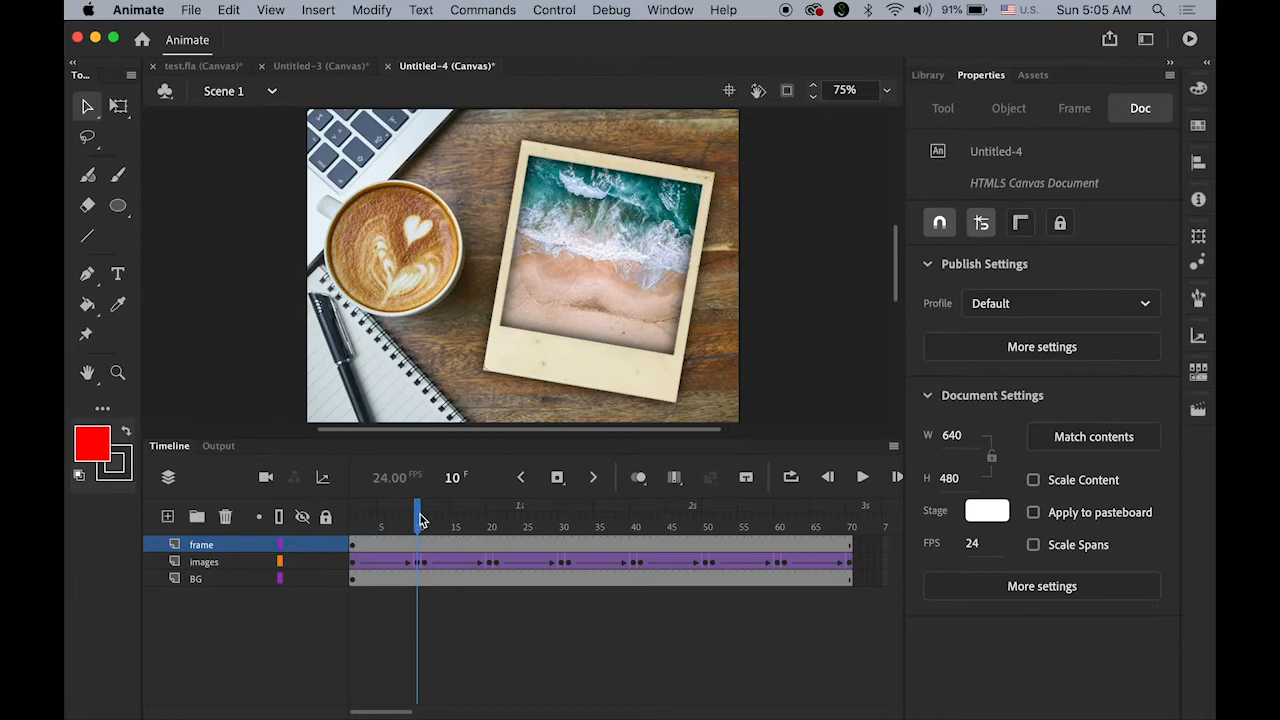 Animate File Edit View Insert Modify Text Commands Control Debug Window Help 91% U.S. Sun 5:05 AM
Animate
To...
test.fla (Canvas)* Untitled-3 (Canvas)* Untitled-4 (Canvas)*
Library Properties Assets
Scene 1 75%
Tool Object Frame Doc
An Untitled-4
HTML5 Canvas Document
Publish Settings
Profile Default
More settings
Document Settings
W 640 Match contents
H 480 Scale Content
Stage Apply to pasteboard
FPS 24 Scale Spans
More settings
Timeline Output
24.00 FPS 10 F
1s 2s 3s
5 15 20 25 30 35 40 45 50 55 60 65 70 7
frame
images
BG